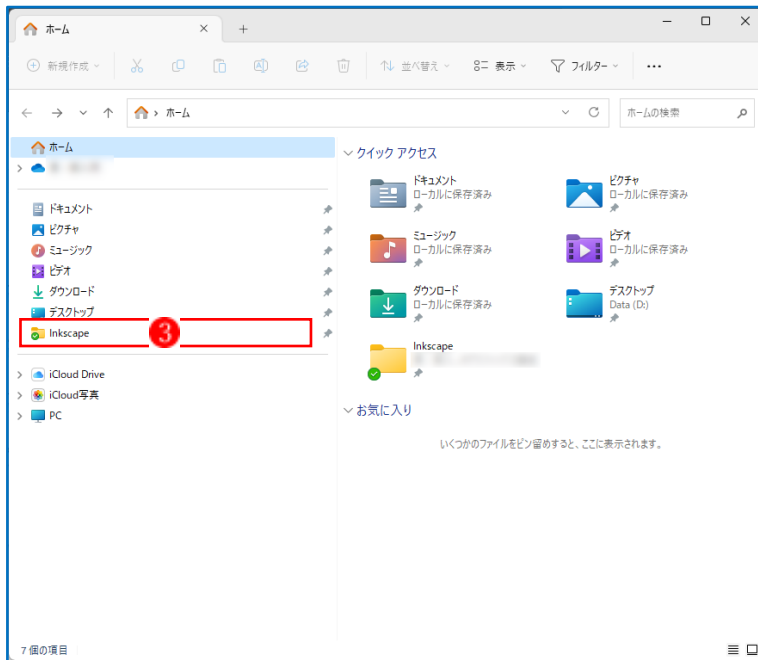 ホーム
新規作成
並べ替え
表示
フィルター
ホーム
ホームの検索
ホーム
ドキュメント
ピクチャ
ミュージック
ビデオ
ダウンロード
デスクトップ
Inkscape
3
iCloud Drive
iCloud写真
PC
クイック アクセス
ドキュメント
ローカルに保存済み
ピクチャ
ローカルに保存済み
ミュージック
ローカルに保存済み
ビデオ
ローカルに保存済み
ダウンロード
ローカルに保存済み
デスクトップ
Data (D:)
Inkscape
お気に入り
いくつかのファイルをピン留めすると、ここに表示されます。
7 個の項目